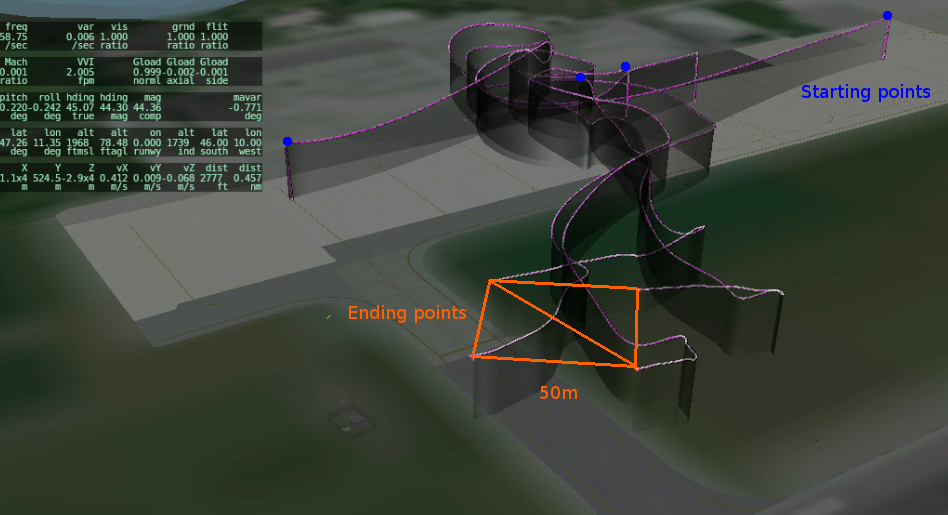 freq var vis grnd flit
58.75 0.006 1.000 1.000 1.000
/sec /sec ratio ratio ratio
Mach VVI Gload Gload Gload
0.001 2.005 0.999-0.002-0.001
ratio fpm norml axial side
pitch roll hding hding mag mavar
0.220-0.242 45.07 44.30 44.36 -0.771
deg deg true mag comp deg
lat lon alt alt on alt lat lon
47.26 11.35 1968 78.48 0.000 1739 46.00 10.00
deg deg ftmsl ftagl runwy ind south west
X Y Z vX vY vZ dist dist
1.1x4 524.5-2.9x4 0.412 0.009-0.068 2777 0.457
m m m m/s m/s m/s ft nm
Starting points
Ending points
50m